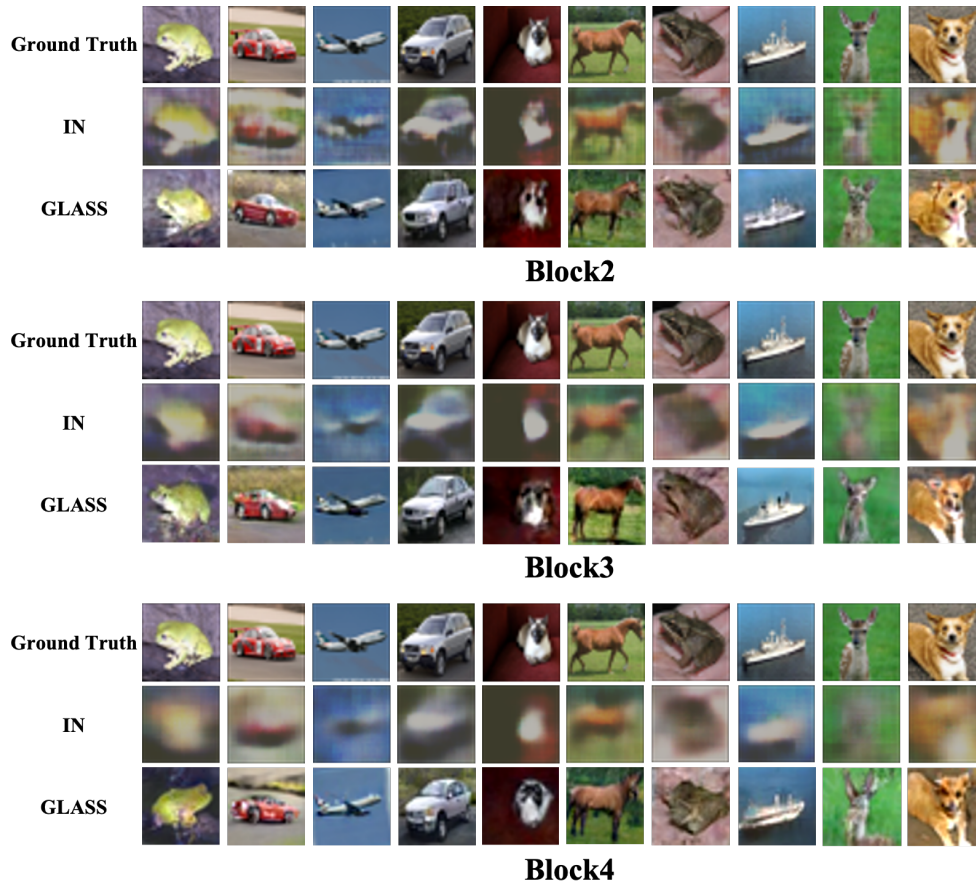 Ground Truth
IN
GLASS
Block2
Ground Truth
IN
GLASS
Block3
Ground Truth
IN
GLASS
Block4